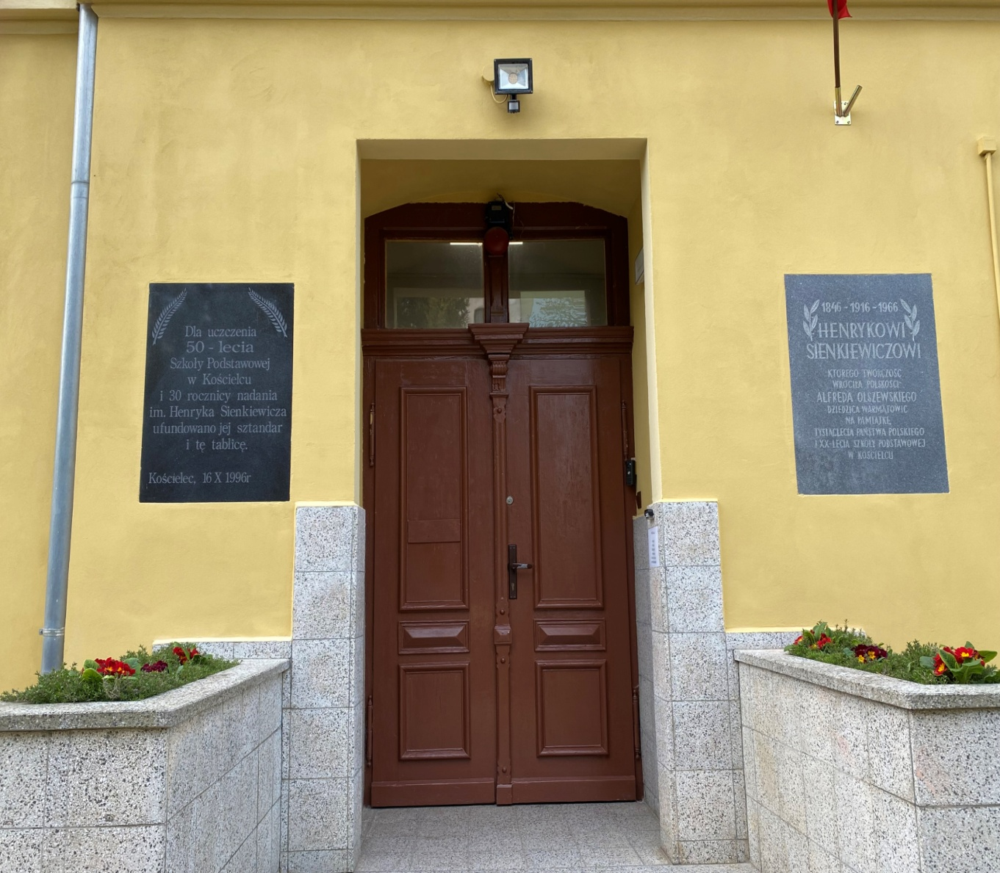 Dla uczczenia
50 - lecia
Szkoły Podstawowej
w Kościelcu
i 30 rocznicy nadania
im. Henryka Sienkiewicza
ufundowano jej sztandar
i tę tablicę.
Kościelec, 16 X 1996r
1846 - 1916 - 1966
HENRYKOWI
SIENKIEWICZOWI
KTÓREGO TWÓRCZOŚĆ
WRÓCIŁA POLSKOŚCI
ALFREDA OLSZEWSKIEGO
DZIEDZICA WARMĄTOWIC
NA PAMIĄTKĘ
TYSIĄCLECIA PAŃSTWA POLSKIEGO
I XX-LECIA SZKOŁY PODSTAWOWEJ
W KOŚCIELCU